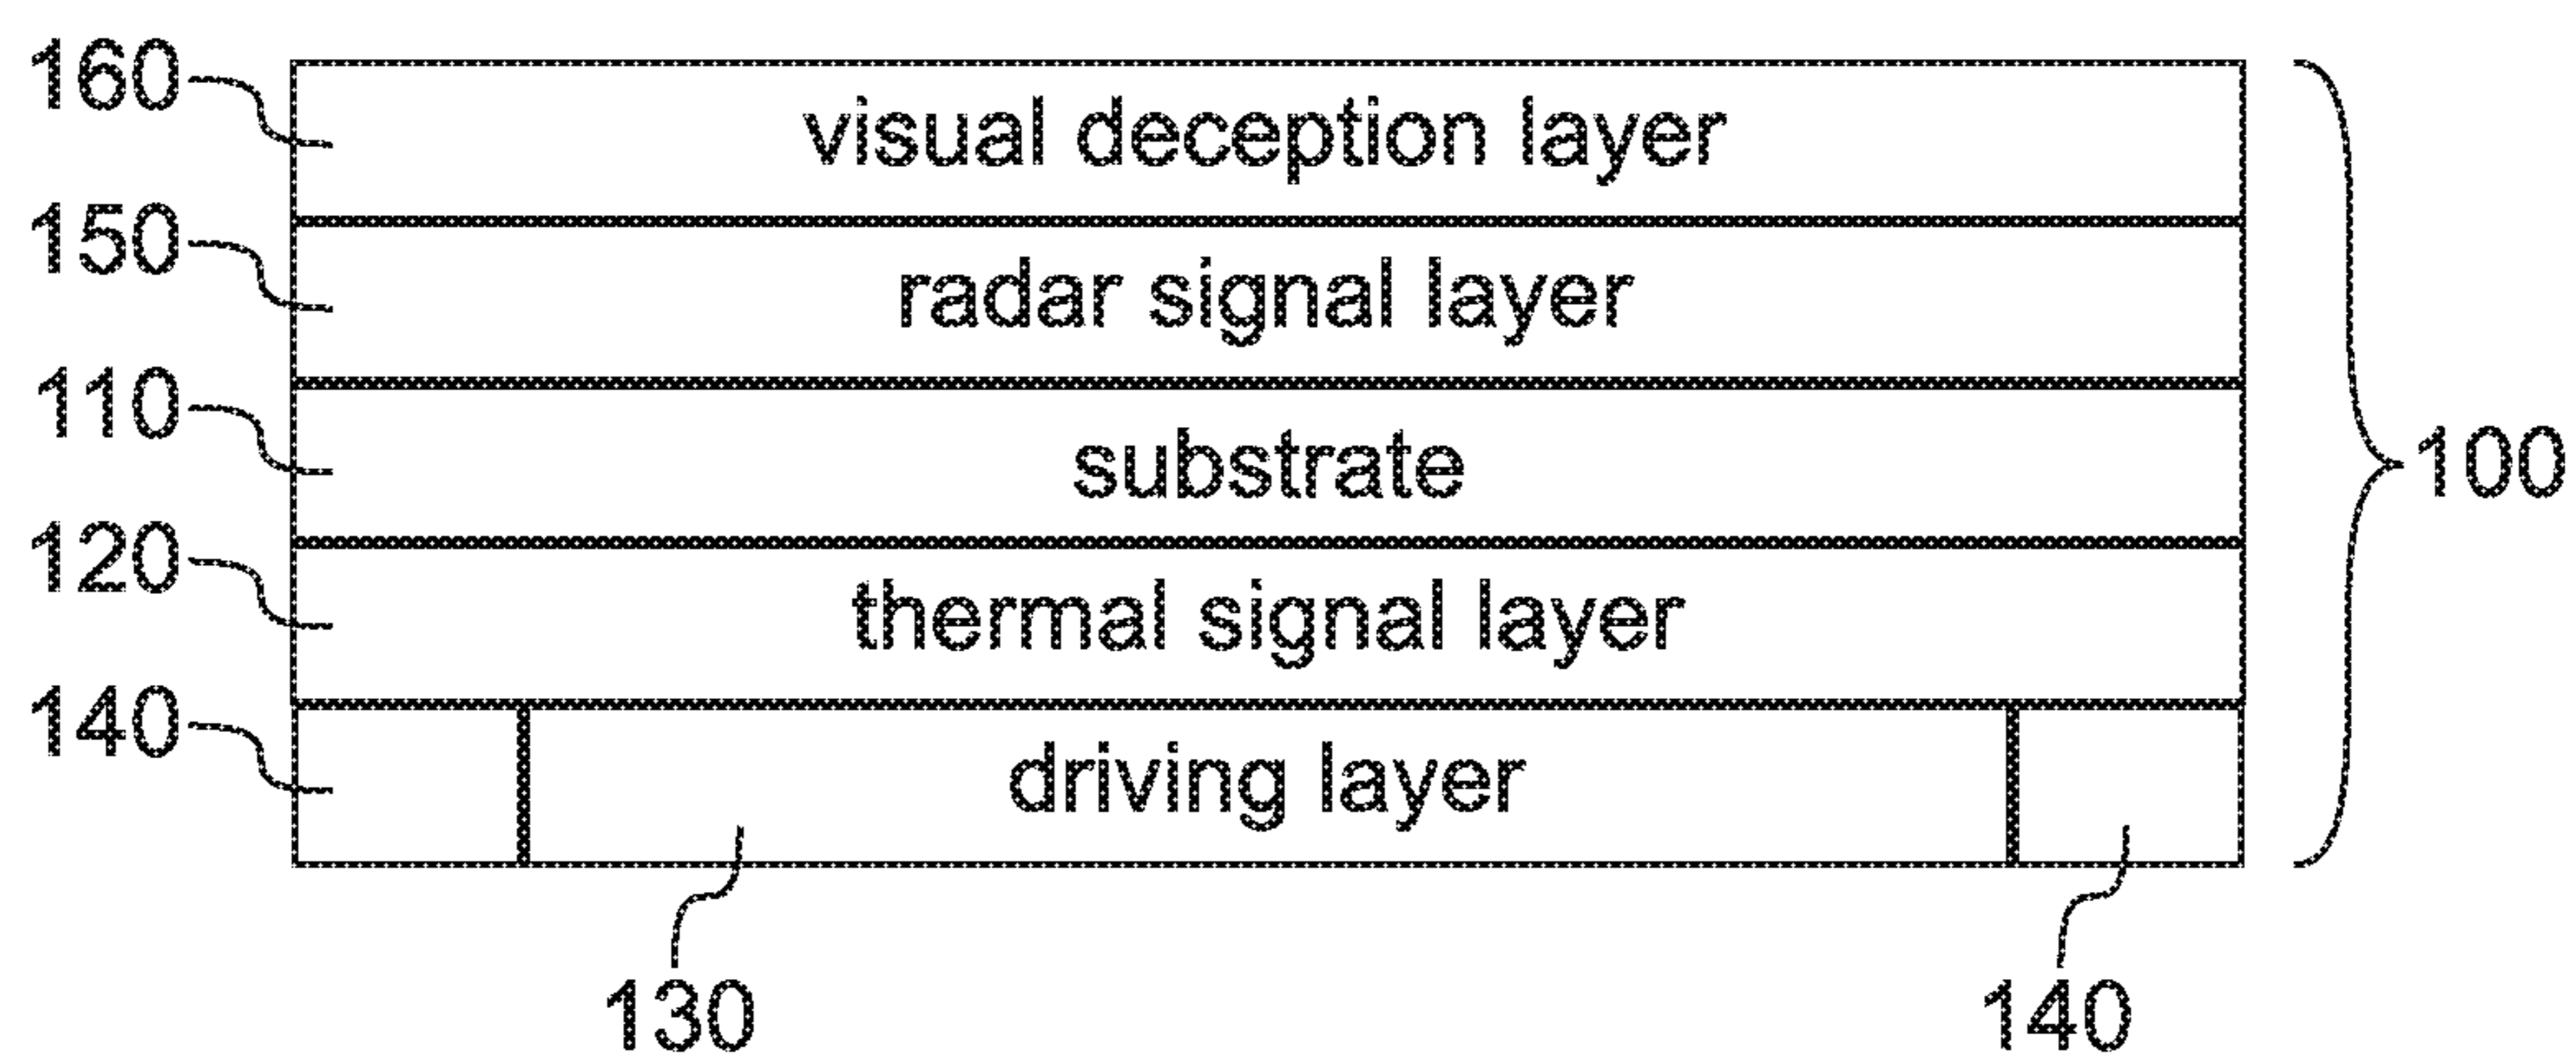 160 visual deception layer
150 radar signal layer
110 substrate 100
120 thermal signal layer
140 driving layer
130 140